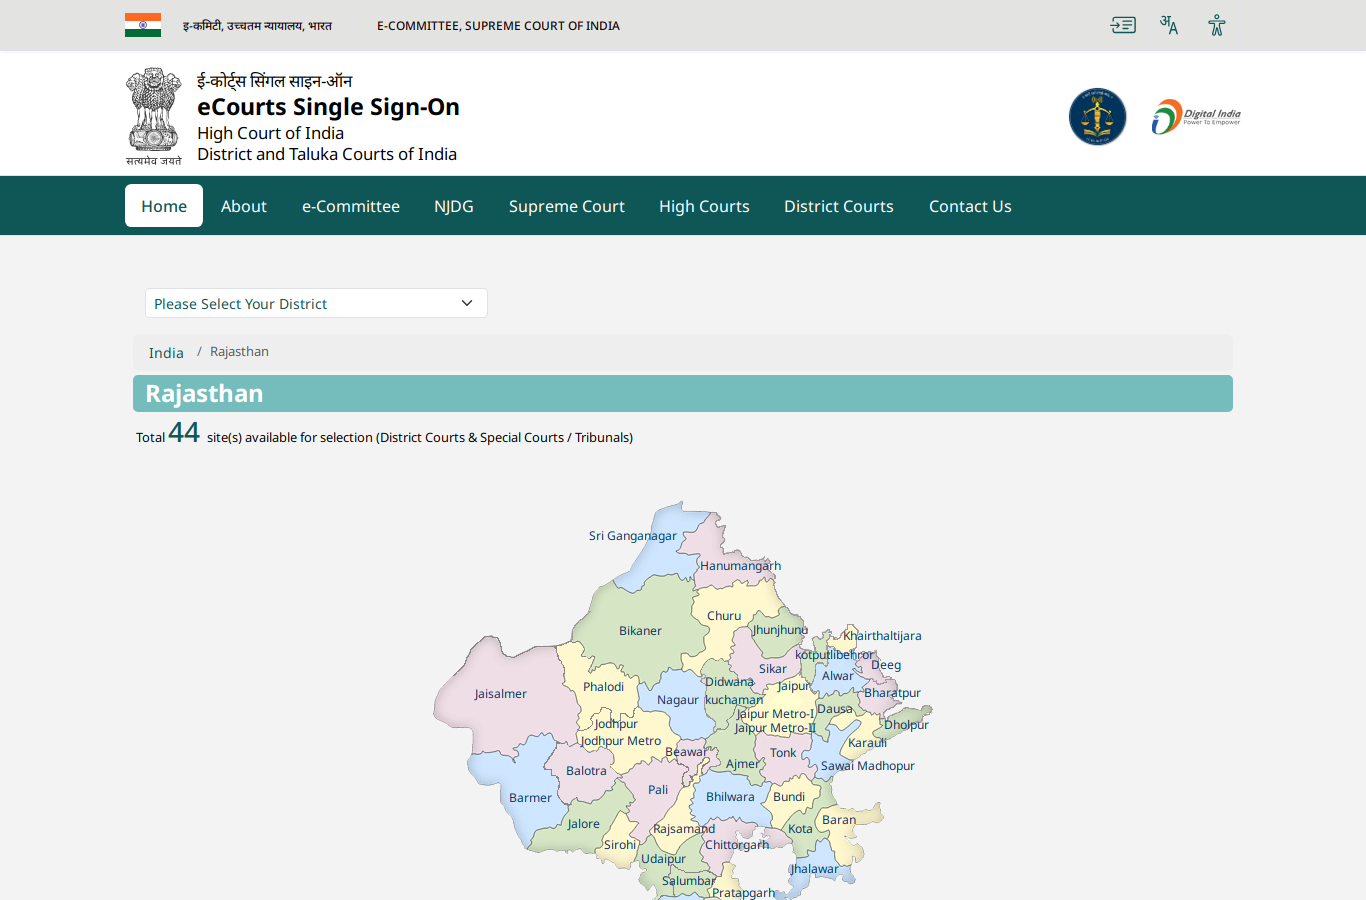 इ-कमिटी, उच्चतम न्यायालय, भारत
E-COMMITTEE, SUPREME COURT OF INDIA
अ A
सत्यमेव जयते
ई-कोर्ट्स सिंगल साइन-ऑन
eCourts Single Sign-On
High Court of India
District and Taluka Courts of India
Digital India
Power To Empower
Home About e-Committee NJDG Supreme Court High Courts District Courts Contact Us
Please Select Your District
India / Rajasthan
Rajasthan
Total 44 site(s) available for selection (District Courts & Special Courts / Tribunals)
Sri Ganganagar
Hanumangarh
Churu
Bikaner
Jhunjhunu
Khairthaltijara
kotputlibehror
Deeg
Sikar
Alwar
Jaisalmer
Phalodi
Didwana
Jaipur
Bharatpur
Nagaur
kuchaman
Jaipur Metro-I
Dausa
Jodhpur
Jaipur Metro-II
Dholpur
Jodhpur Metro
Karauli
Beawar
Tonk
Ajmer
Sawai Madhopur
Balotra
Pali
Barmer
Bhilwara
Bundi
Jalore
Rajsamand
Kota
Baran
Sirohi
Chittorgarh
Udaipur
Jhalawar
Salumbar
Pratapgarh